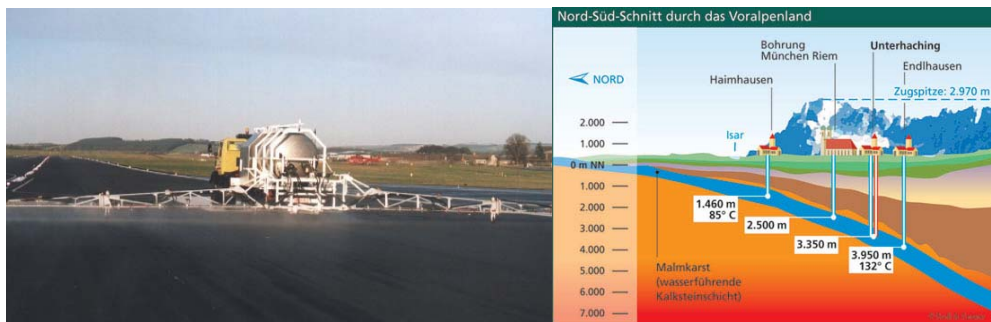 Nord-Süd-Schnitt durch das Voralpenland
Bohrung
München Riem
Unterhaching
Endlhausen
NORD
Haimhausen
Zugspitze: 2.970 m
2.000
Isar
1.000
0 m NN
1.000
2.000
3.000
4.000
5.000
6.000
7.000
1.460 m
85° C
2.500 m
3.350 m
3.950 m
132° C
Malmkarst
(wasserführende
Kalksteinschicht)